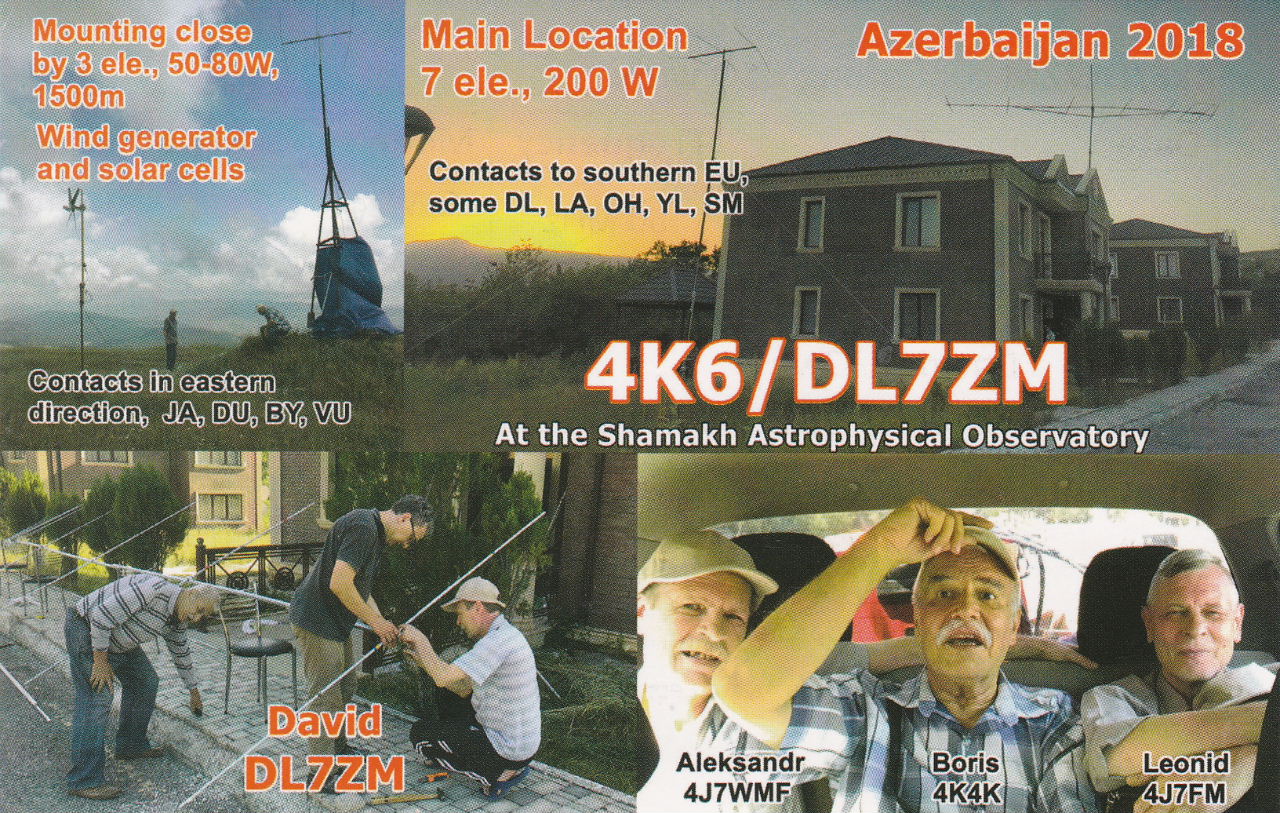 Mounting close
by 3 ele., 50-80W,
1500m
Wind generator
and solar cells
Contacts in eastern
direction, JA, DU, BY, VU
Main Location
7 ele., 200 W
Azerbaijan 2018
Contacts to southern EU,
some DL, LA, OH, YL, SM
4K6/DL7ZM
At the Shamakh Astrophysical Observatory
David
DL7ZM
Aleksandr
4J7WMF
Boris
4K4K
Leonid
4J7FM